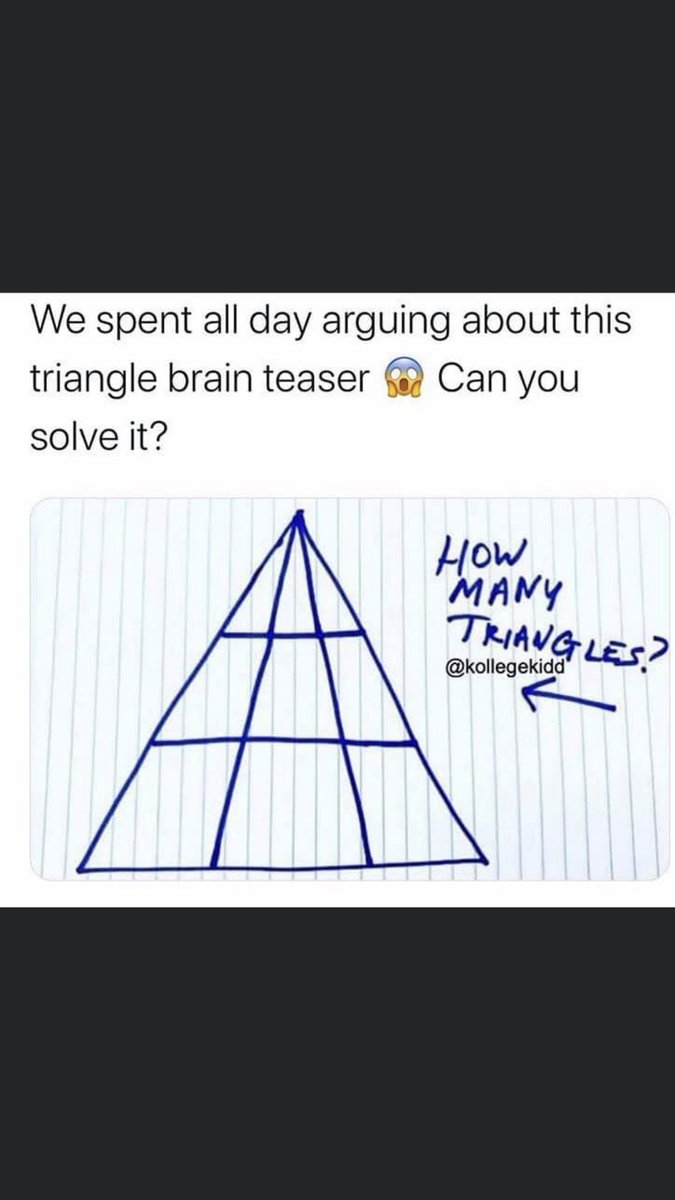 We spent all day arguing about this
triangle brain teaser 😱 Can you
solve it?
HOW
MANY
TRIANGLES?
@kollegekidd